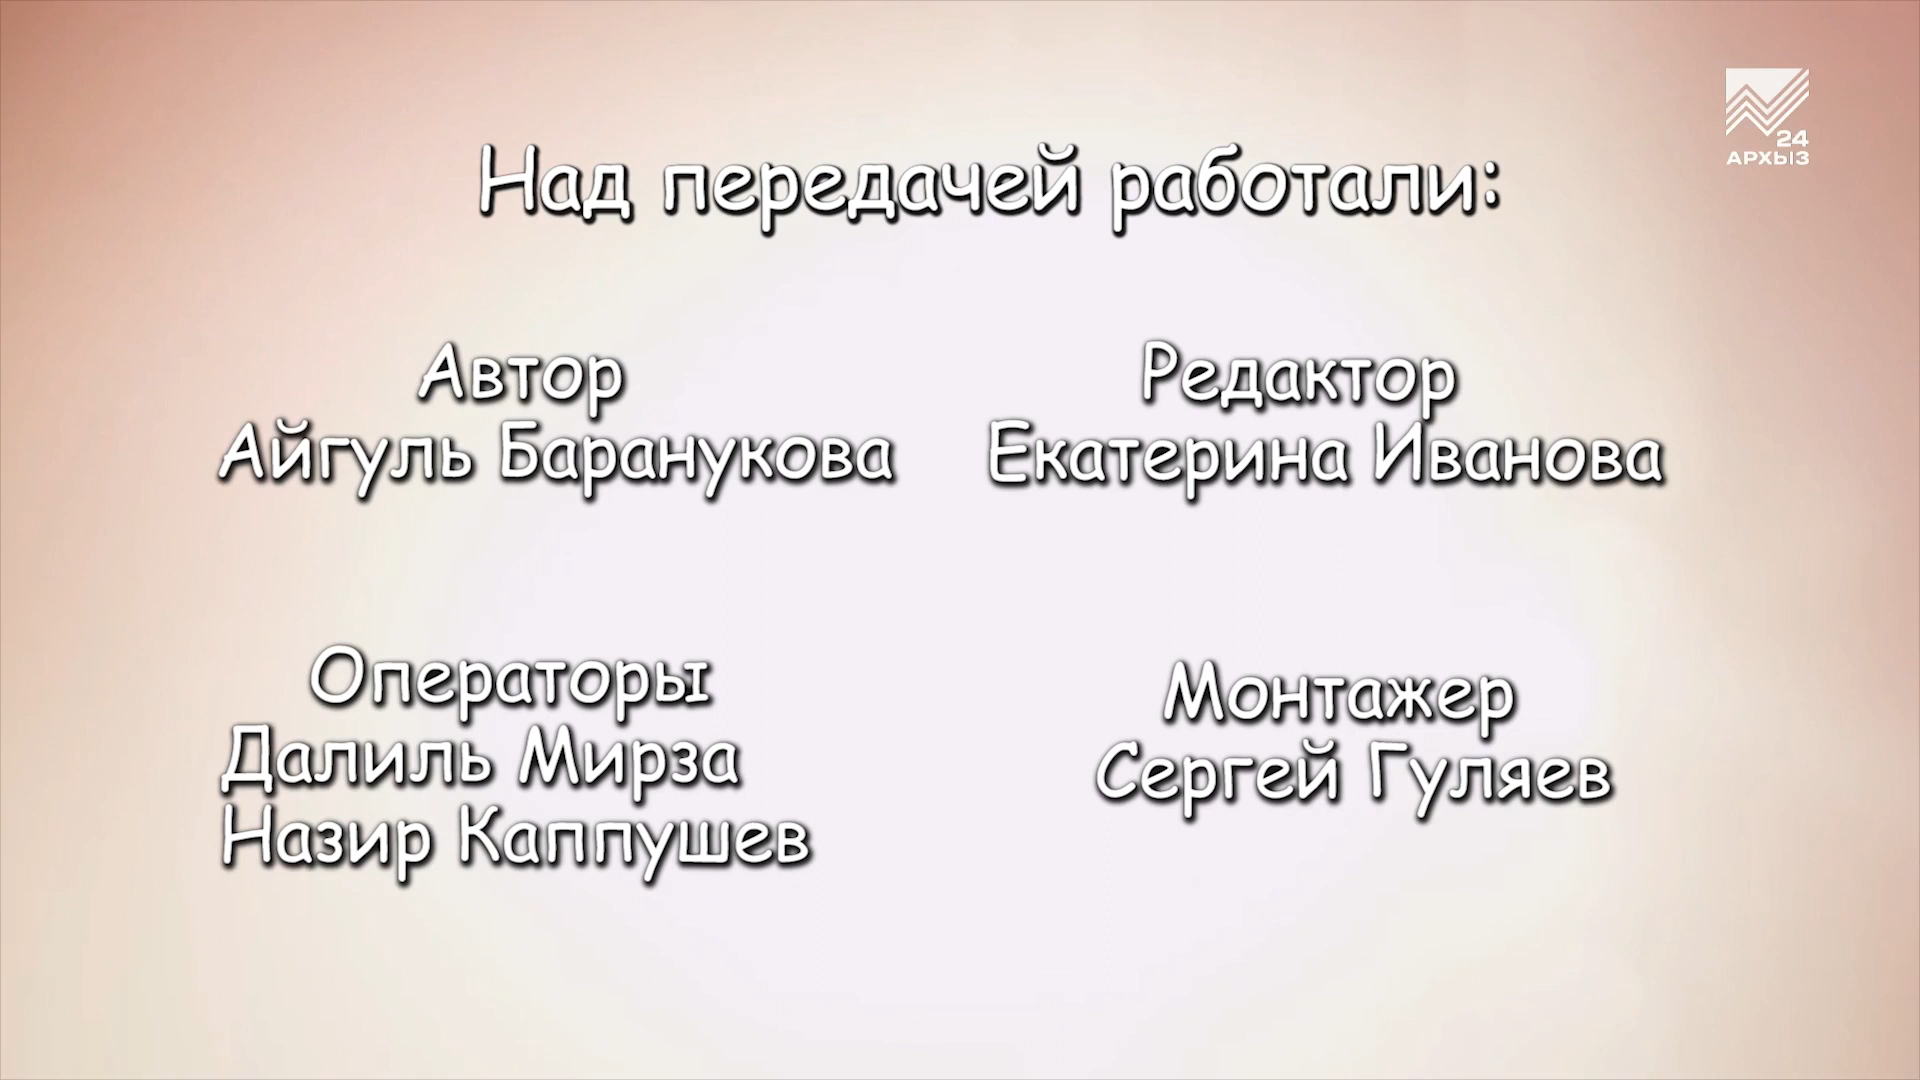 24
АРХЫЗ
Над передачей работали:
Автор
Айгуль Баранукова
Редактор
Екатерина Иванова
Операторы
Далиль Мирза
Назир Каппушев
Монтажер
Сергей Гуляев